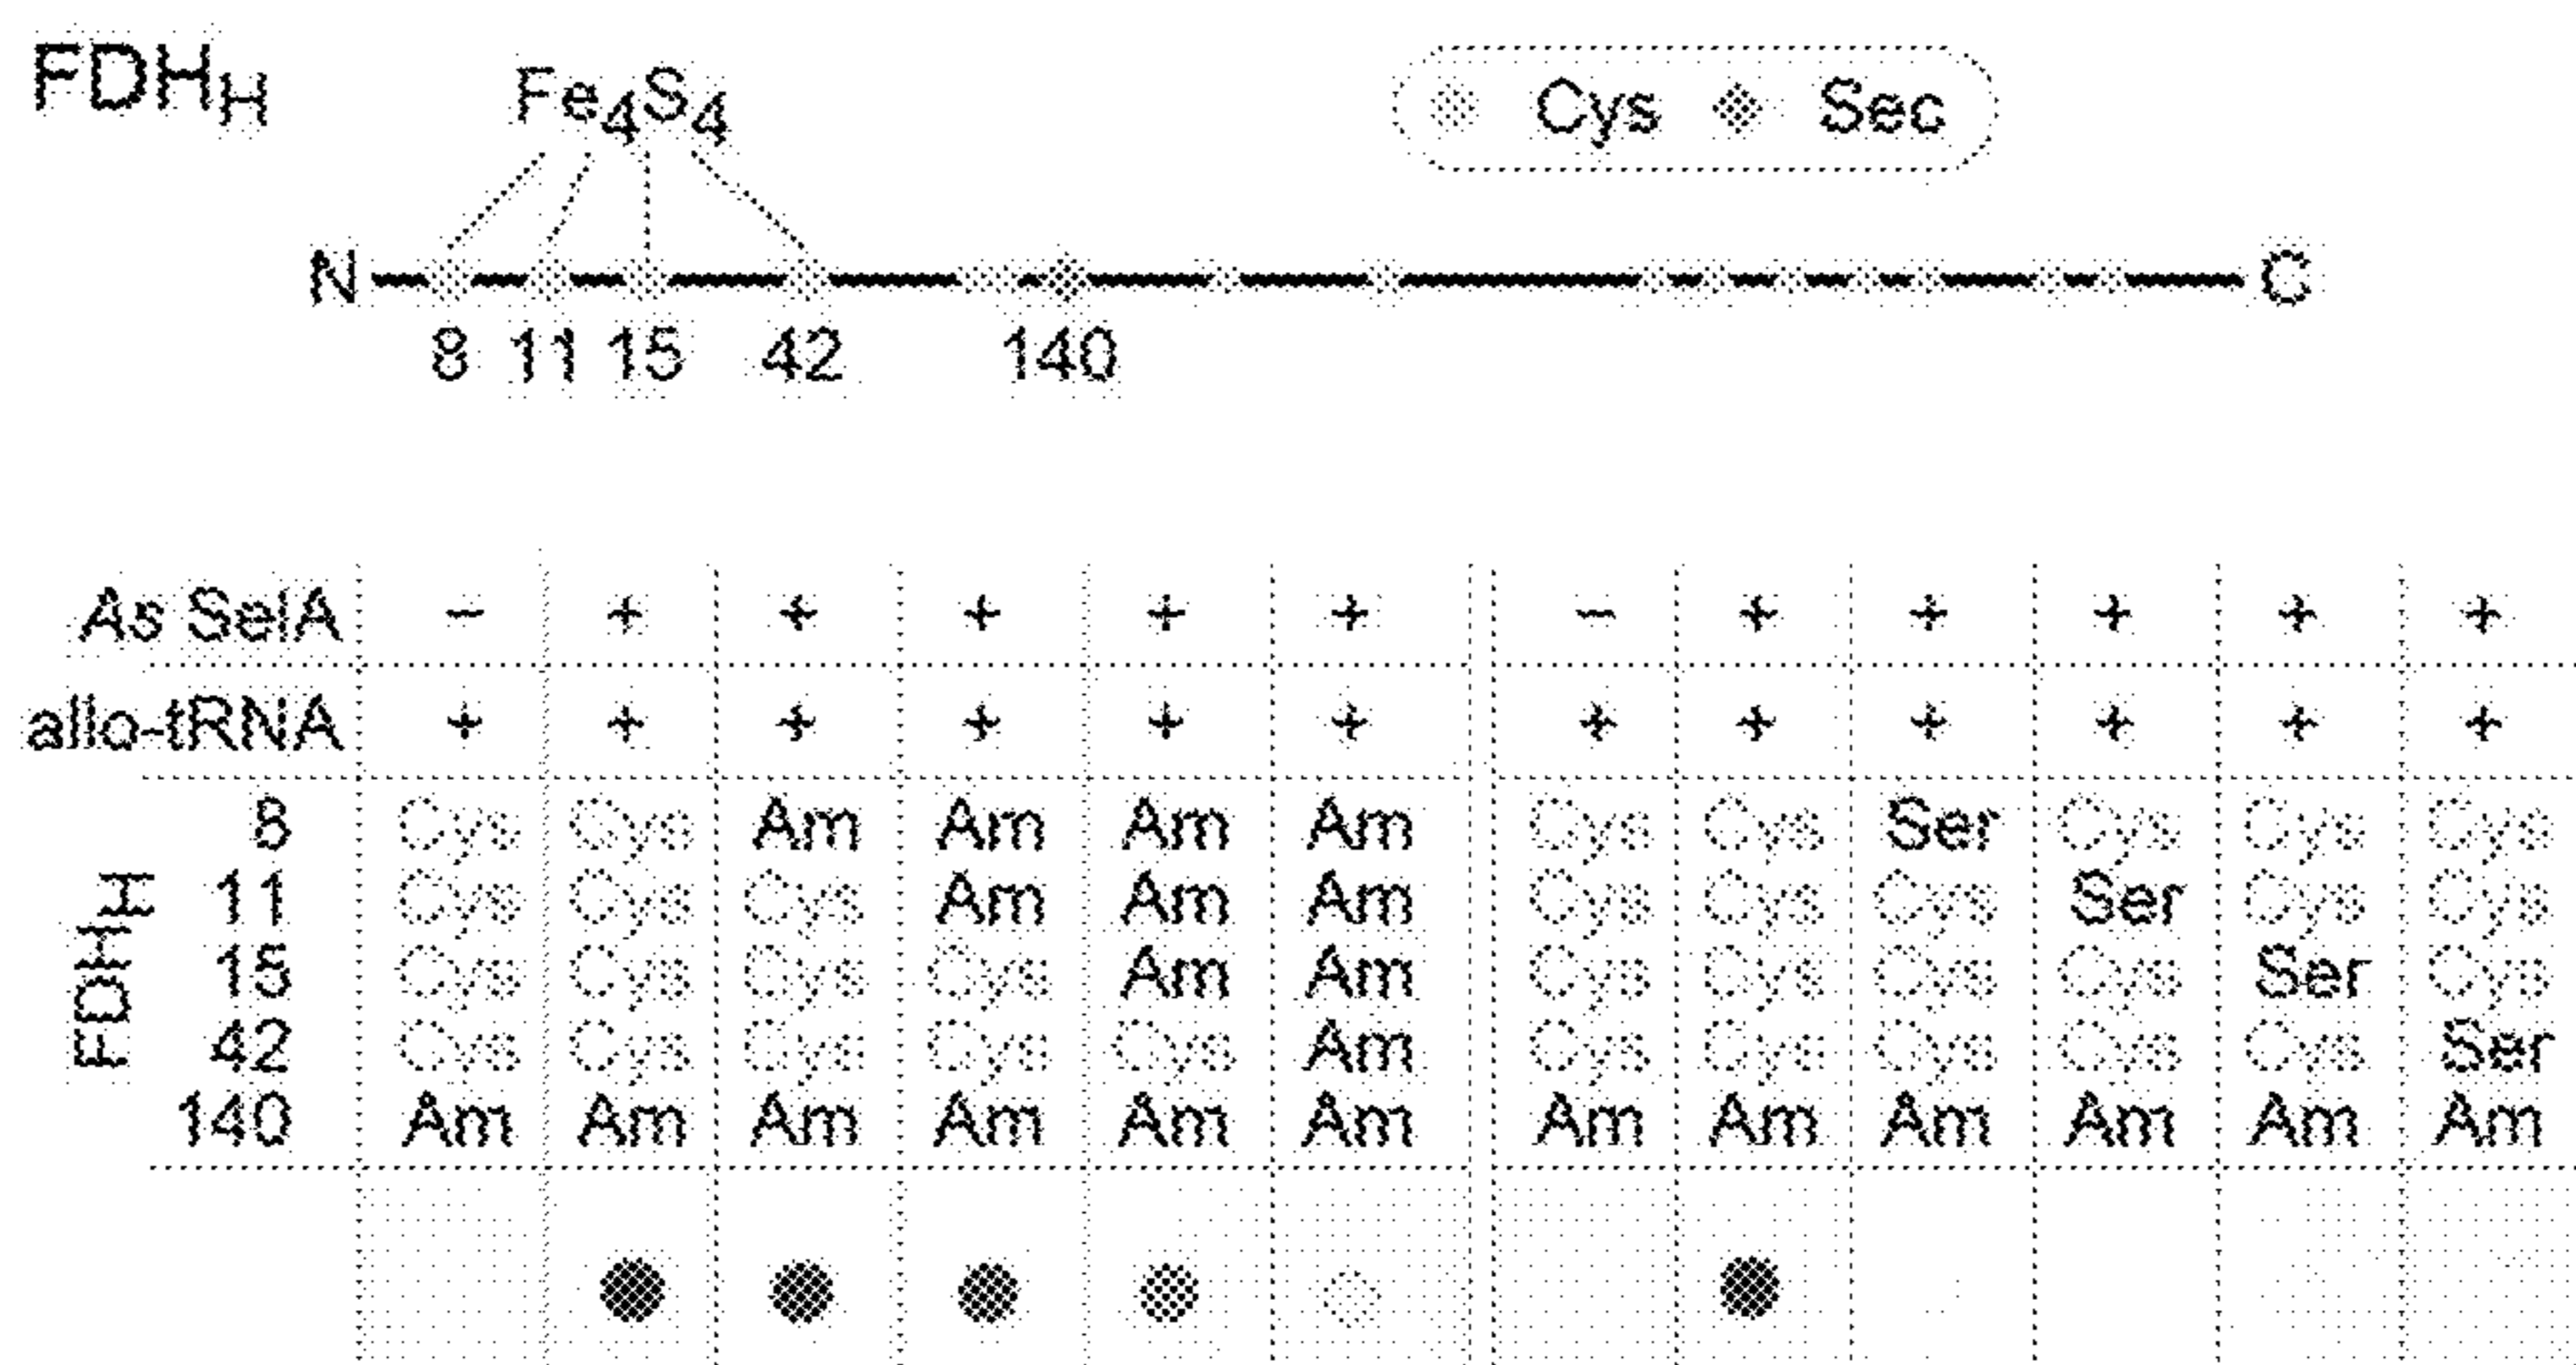 FDHH Fe4S4 Cys Sec
N C
8 11 15 42 140
As SelA − + + + + + − + + + + +
allo-tRNA + + + + + + + + + + + +
FDHH
8 Cys Cys Am Am Am Am Cys Cys Ser Cys Cys Cys
11 Cys Cys Cys Am Am Am Cys Cys Cys Ser Cys Cys
15 Cys Cys Cys Cys Am Am Cys Cys Cys Cys Ser Cys
42 Cys Cys Cys Cys Cys Am Cys Cys Cys Cys Cys Ser
140 Am Am Am Am Am Am Am Am Am Am Am Am